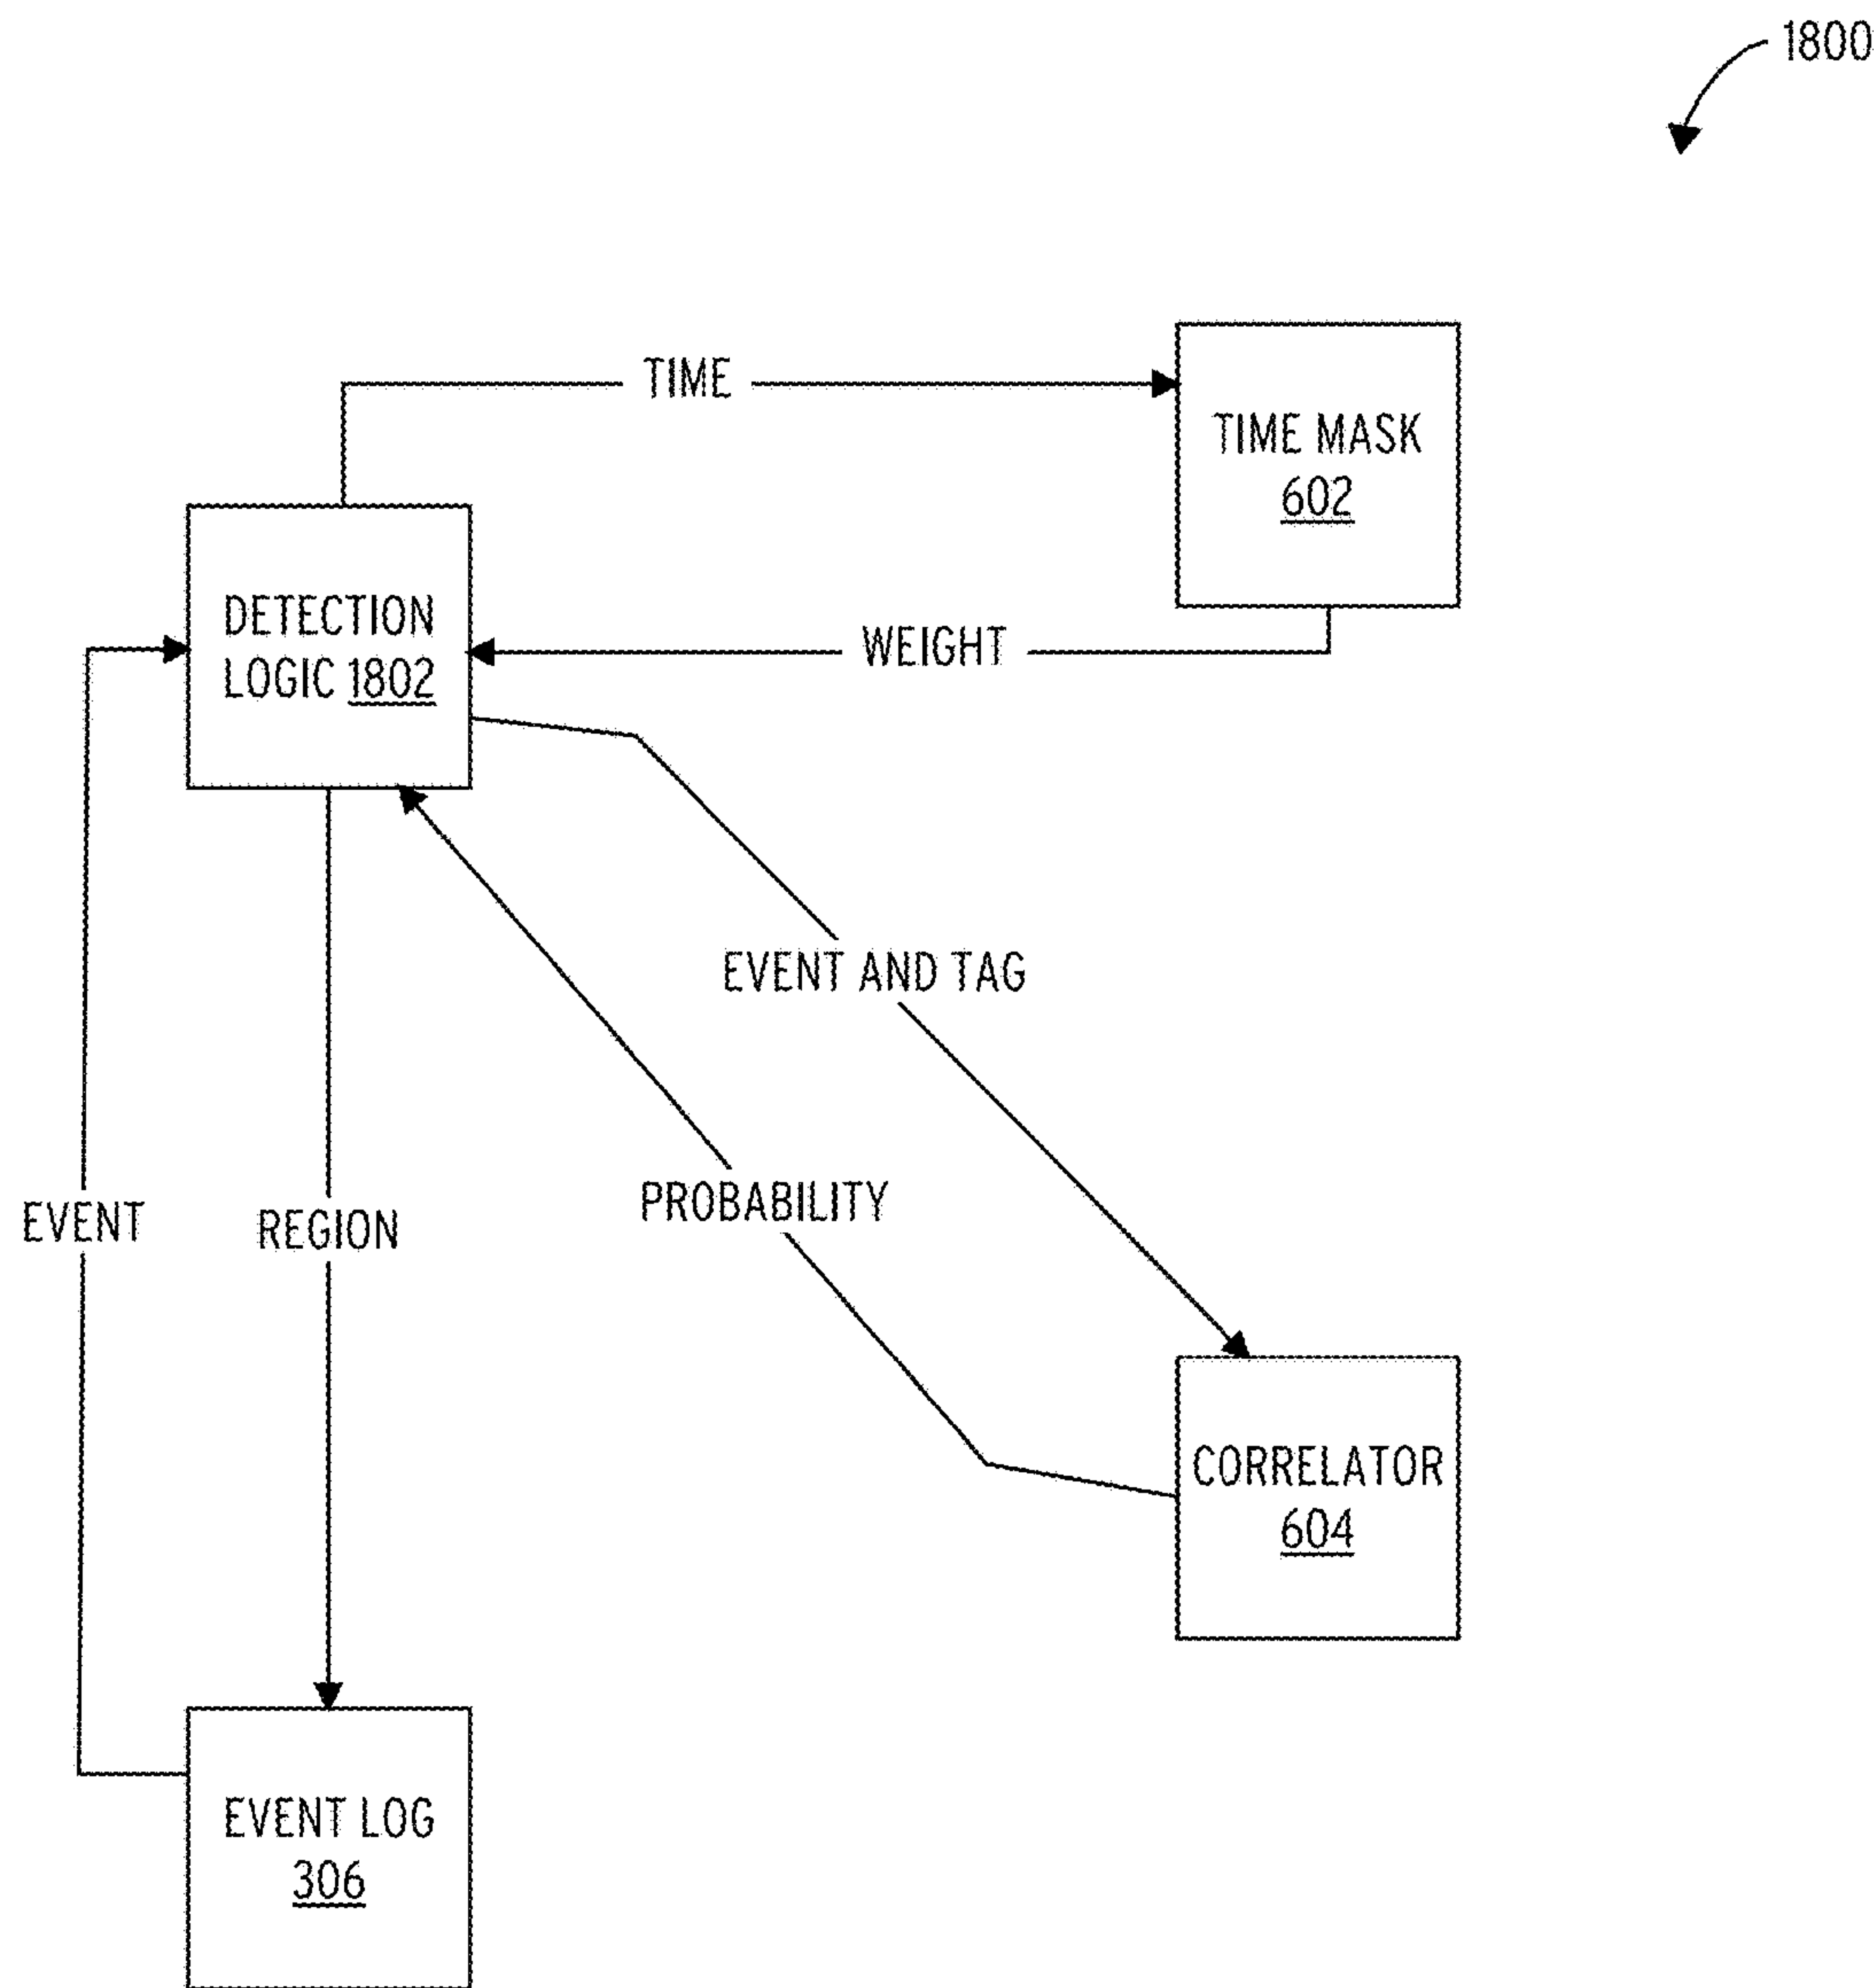 1800
TIME
TIME MASK
602
DETECTION
LOGIC 1802
WEIGHT
EVENT AND TAG
PROBABILITY
EVENT
REGION
CORRELATOR
604
EVENT LOG
306